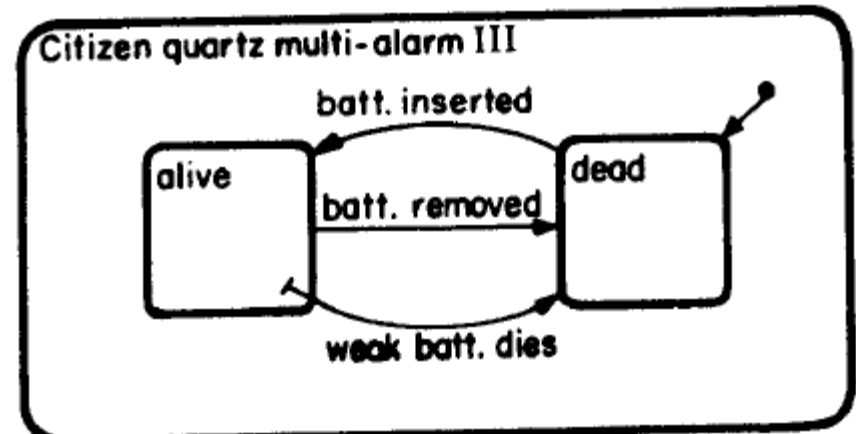 Citizen quartz multi-alarm III
batt. inserted
alive
dead
batt. removed
weak batt. dies